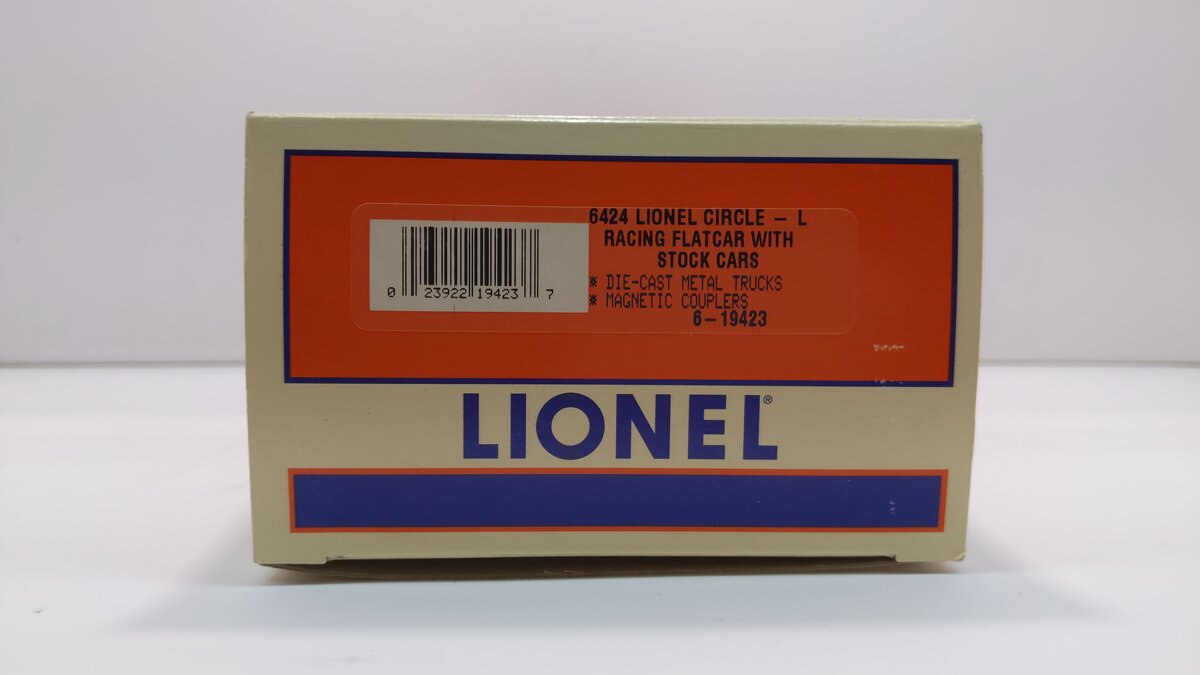 6424 LIONEL CIRCLE – L
RACING FLATCAR WITH
STOCK CARS
※ DIE-CAST METAL TRUCKS
※ MAGNETIC COUPLERS
6–19423
0 23922 19423 7
LIONEL®